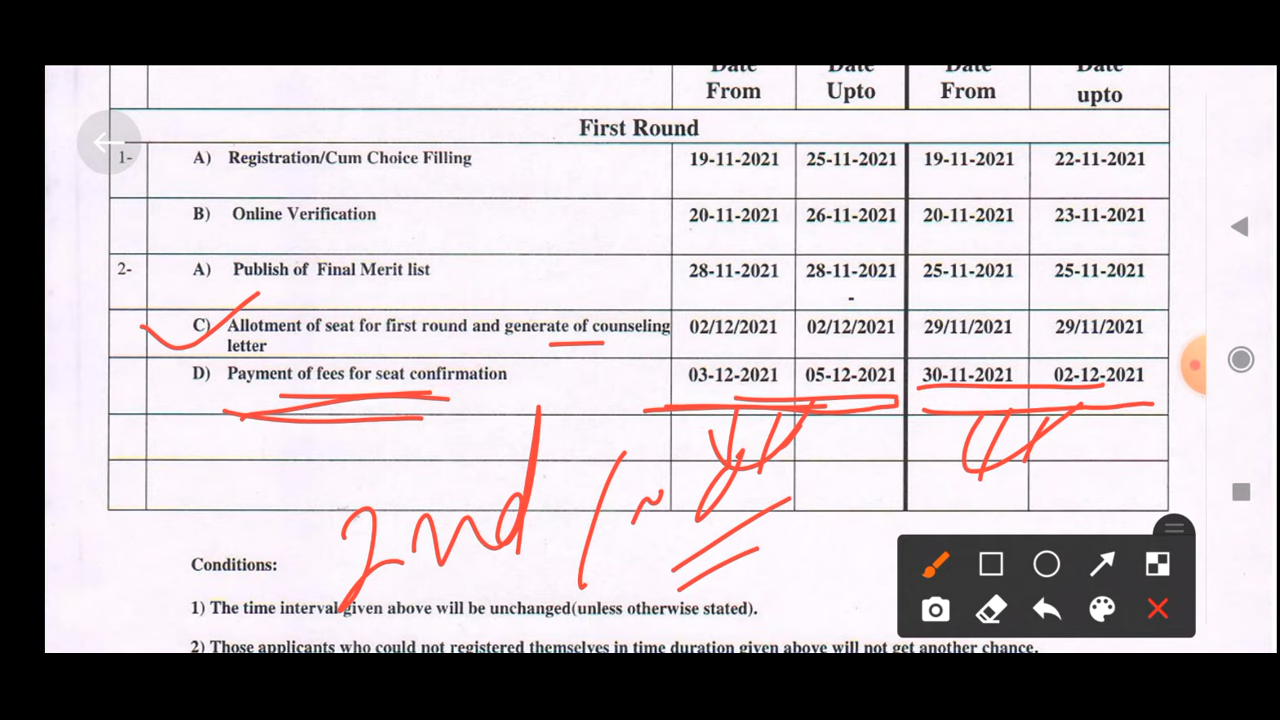 Date Date Date Date
From Upto From upto
First Round
1- A) Registration/Cum Choice Filling 19-11-2021 25-11-2021 19-11-2021 22-11-2021
B) Online Verification 20-11-2021 26-11-2021 20-11-2021 23-11-2021
2- A) Publish of Final Merit list 28-11-2021 28-11-2021 25-11-2021 25-11-2021
-
C) Allotment of seat for first round and generate of counseling 02/12/2021 02/12/2021 29/11/2021 29/11/2021
letter
D) Payment of fees for seat confirmation 03-12-2021 05-12-2021 30-11-2021 02-12-2021
2nd
Conditions:
1) The time interval given above will be unchanged(unless otherwise stated).
2) Those applicants who could not registered themselves in time duration given above will not get another chance.